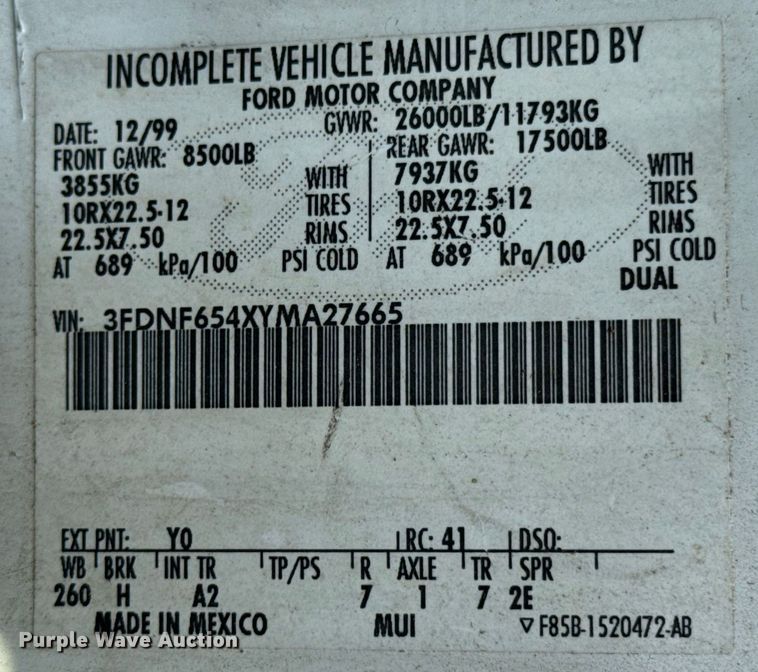 INCOMPLETE VEHICLE MANUFACTURED BY
FORD MOTOR COMPANY
DATE: 12/99 GVWR: 26000LB/11793KG
FRONT GAWR: 8500LB REAR GAWR: 17500LB
3855KG WITH 7937KG WITH
10RX22.5-12 TIRES 10RX22.5-12 TIRES
22.5X7.50 RIMS 22.5X7.50 RIMS
AT 689 kPa/100 PSI COLD AT 689 kPa/100 PSI COLD
DUAL
VIN: 3FDNF654XYMA27665
EXT PNT: YO RC: 41 DSO:
WB BRK INT TR TP/PS R AXLE TR SPR
260 H A2 7 1 7 2E
MADE IN MEXICO MUI ▽ F85B-1520472-AB
Purple Wave Auction